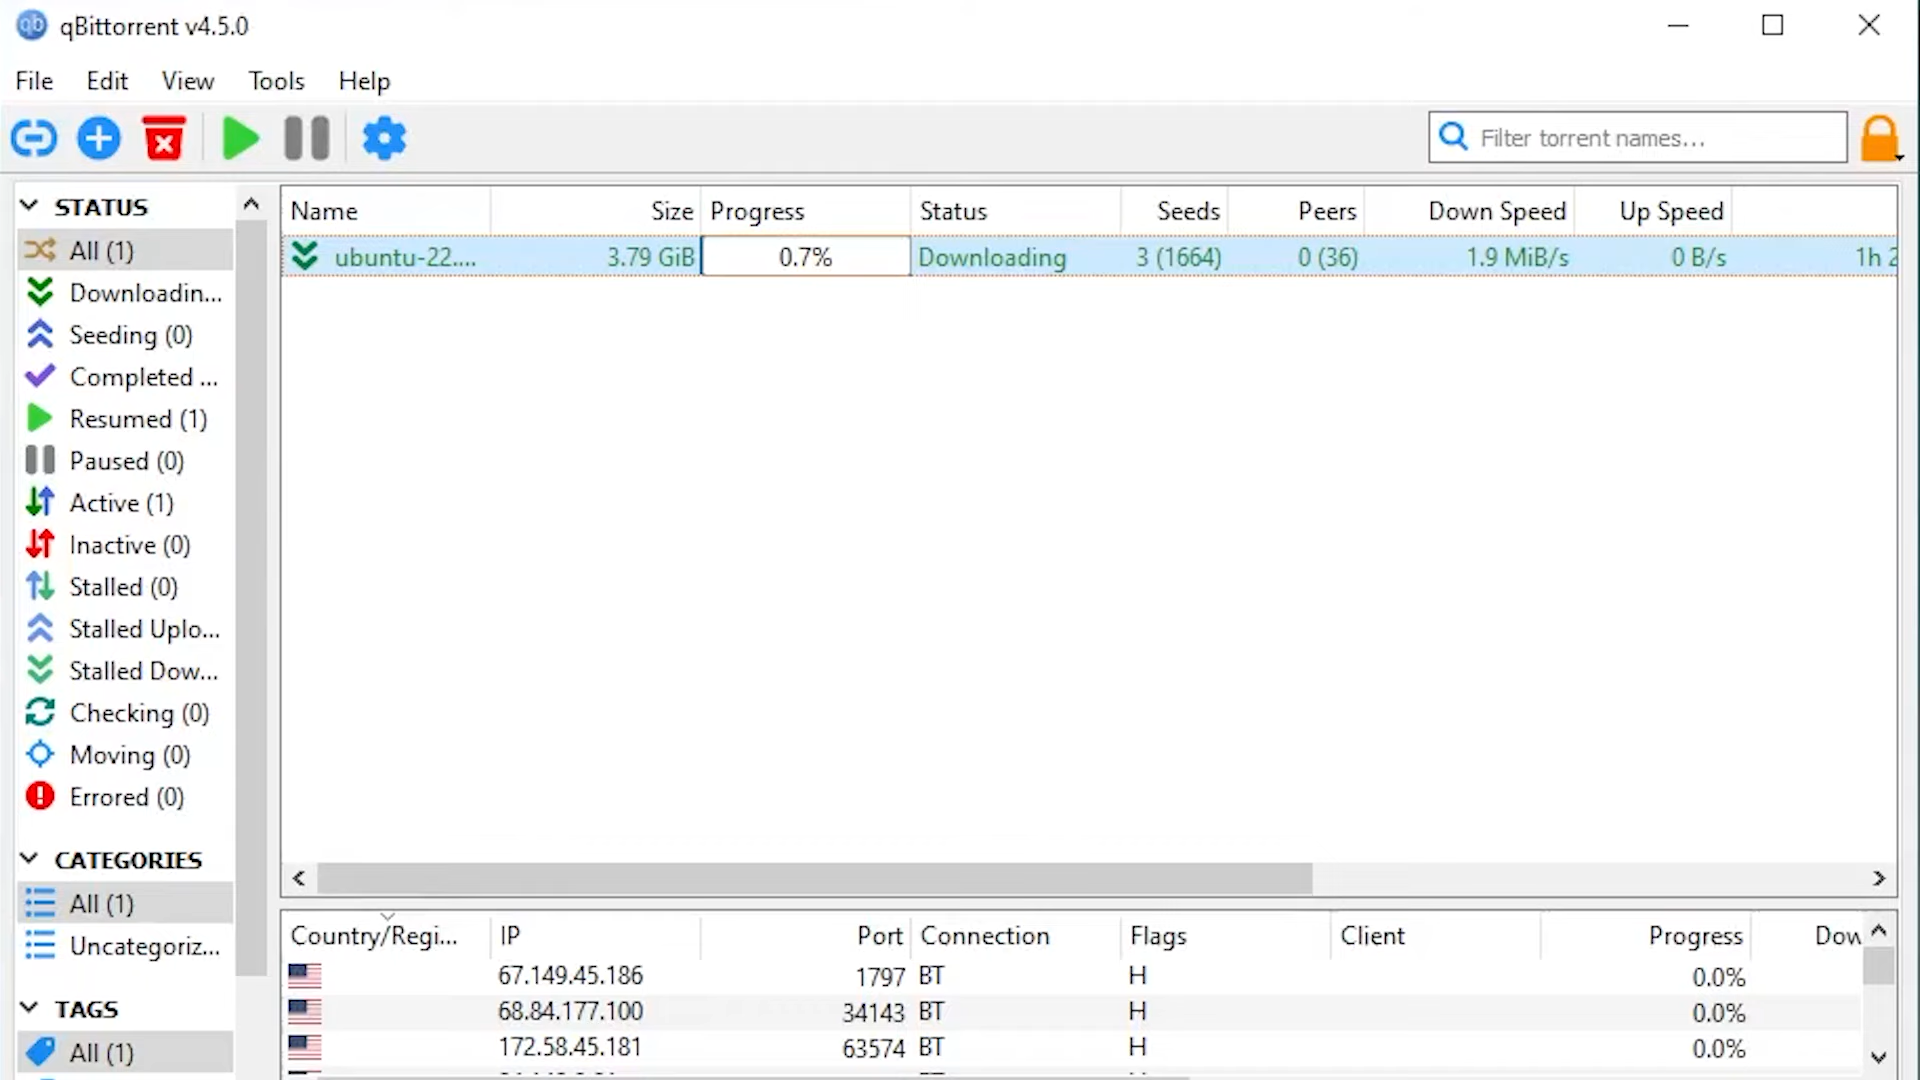 qBittorrent v4.5.0
File Edit View Tools Help
Filter torrent names...
STATUS
All (1)
Downloadin...
Seeding (0)
Completed ...
Resumed (1)
Paused (0)
Active (1)
Inactive (0)
Stalled (0)
Stalled Uplo...
Stalled Dow...
Checking (0)
Moving (0)
Errored (0)
CATEGORIES
All (1)
Uncategoriz...
TAGS
All (1)
Name Size Progress Status Seeds Peers Down Speed Up Speed
ubuntu-22.... 3.79 GiB 0.7% Downloading 3 (1664) 0 (36) 1.9 MiB/s 0 B/s 1h 2
Country/Regi... IP Port Connection Flags Client Progress Dow
67.149.45.186 1797 BT H 0.0%
68.84.177.100 34143 BT H 0.0%
172.58.45.181 63574 BT H 0.0%